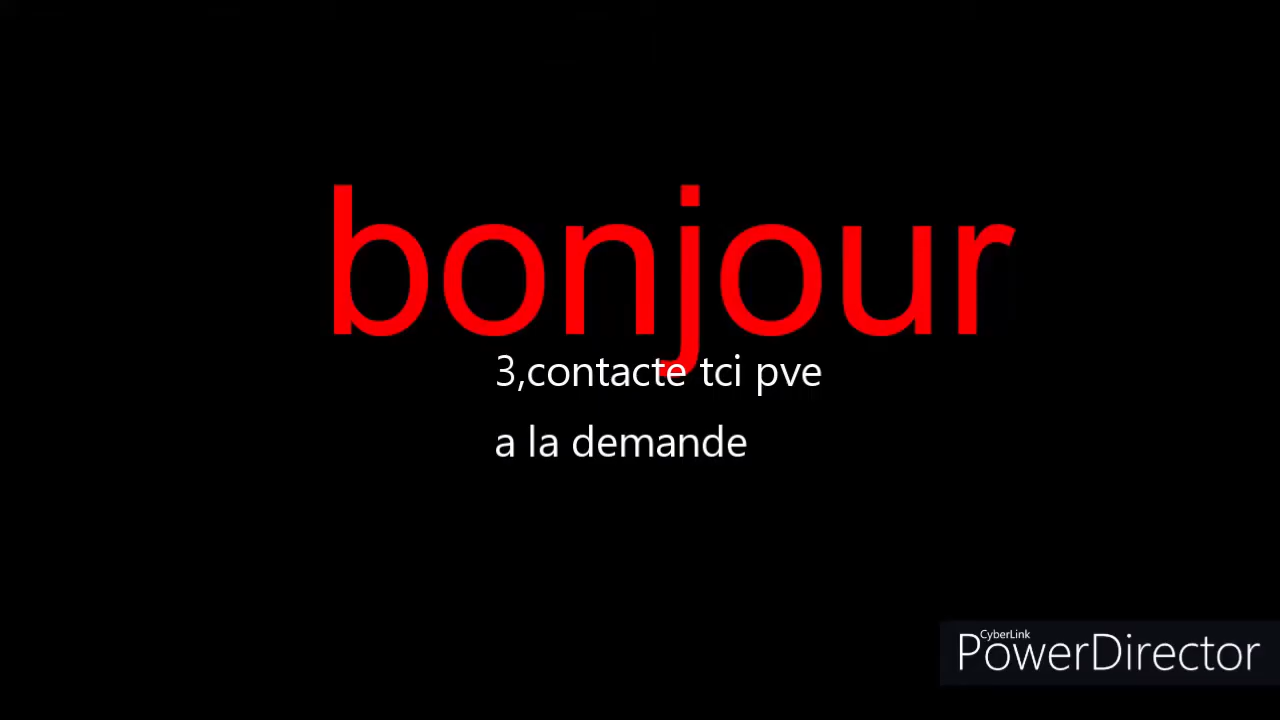 bonjour
3,contacte tci pve
a la demande
CyberLink
PowerDirector